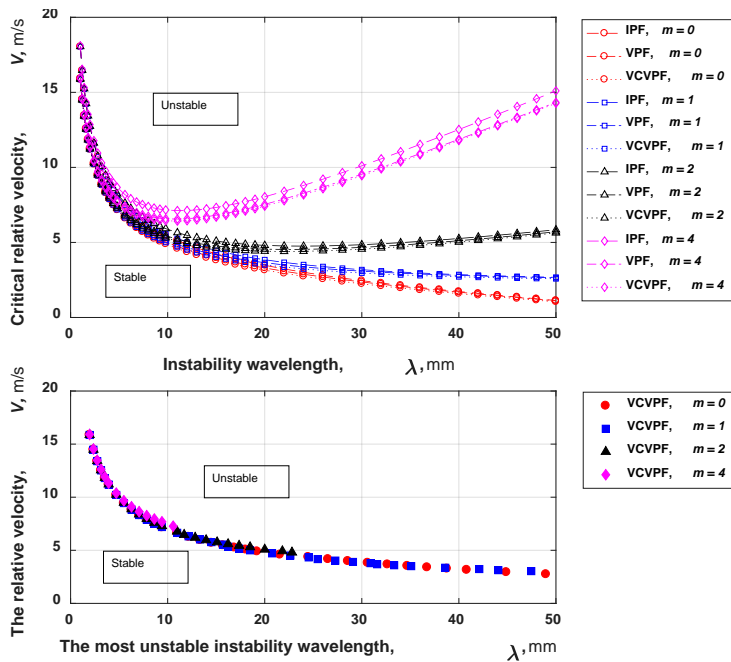 Critical relative velocity, V, m/s
20
15
10
5
0
Unstable
Stable
0 10 20 30 40 50
Instability wavelength, λ, mm
IPF, m = 0
VPF, m = 0
VCVPF, m = 0
IPF, m = 1
VPF, m = 1
VCVPF, m = 1
IPF, m = 2
VPF, m = 2
VCVPF, m = 2
IPF, m = 4
VPF, m = 4
VCVPF, m = 4
The relative velocity, V, m/s
20
15
10
5
0
Unstable
Stable
0 10 20 30 40 50
The most unstable instability wavelength, λ, mm
VCVPF, m = 0
VCVPF, m = 1
VCVPF, m = 2
VCVPF, m = 4